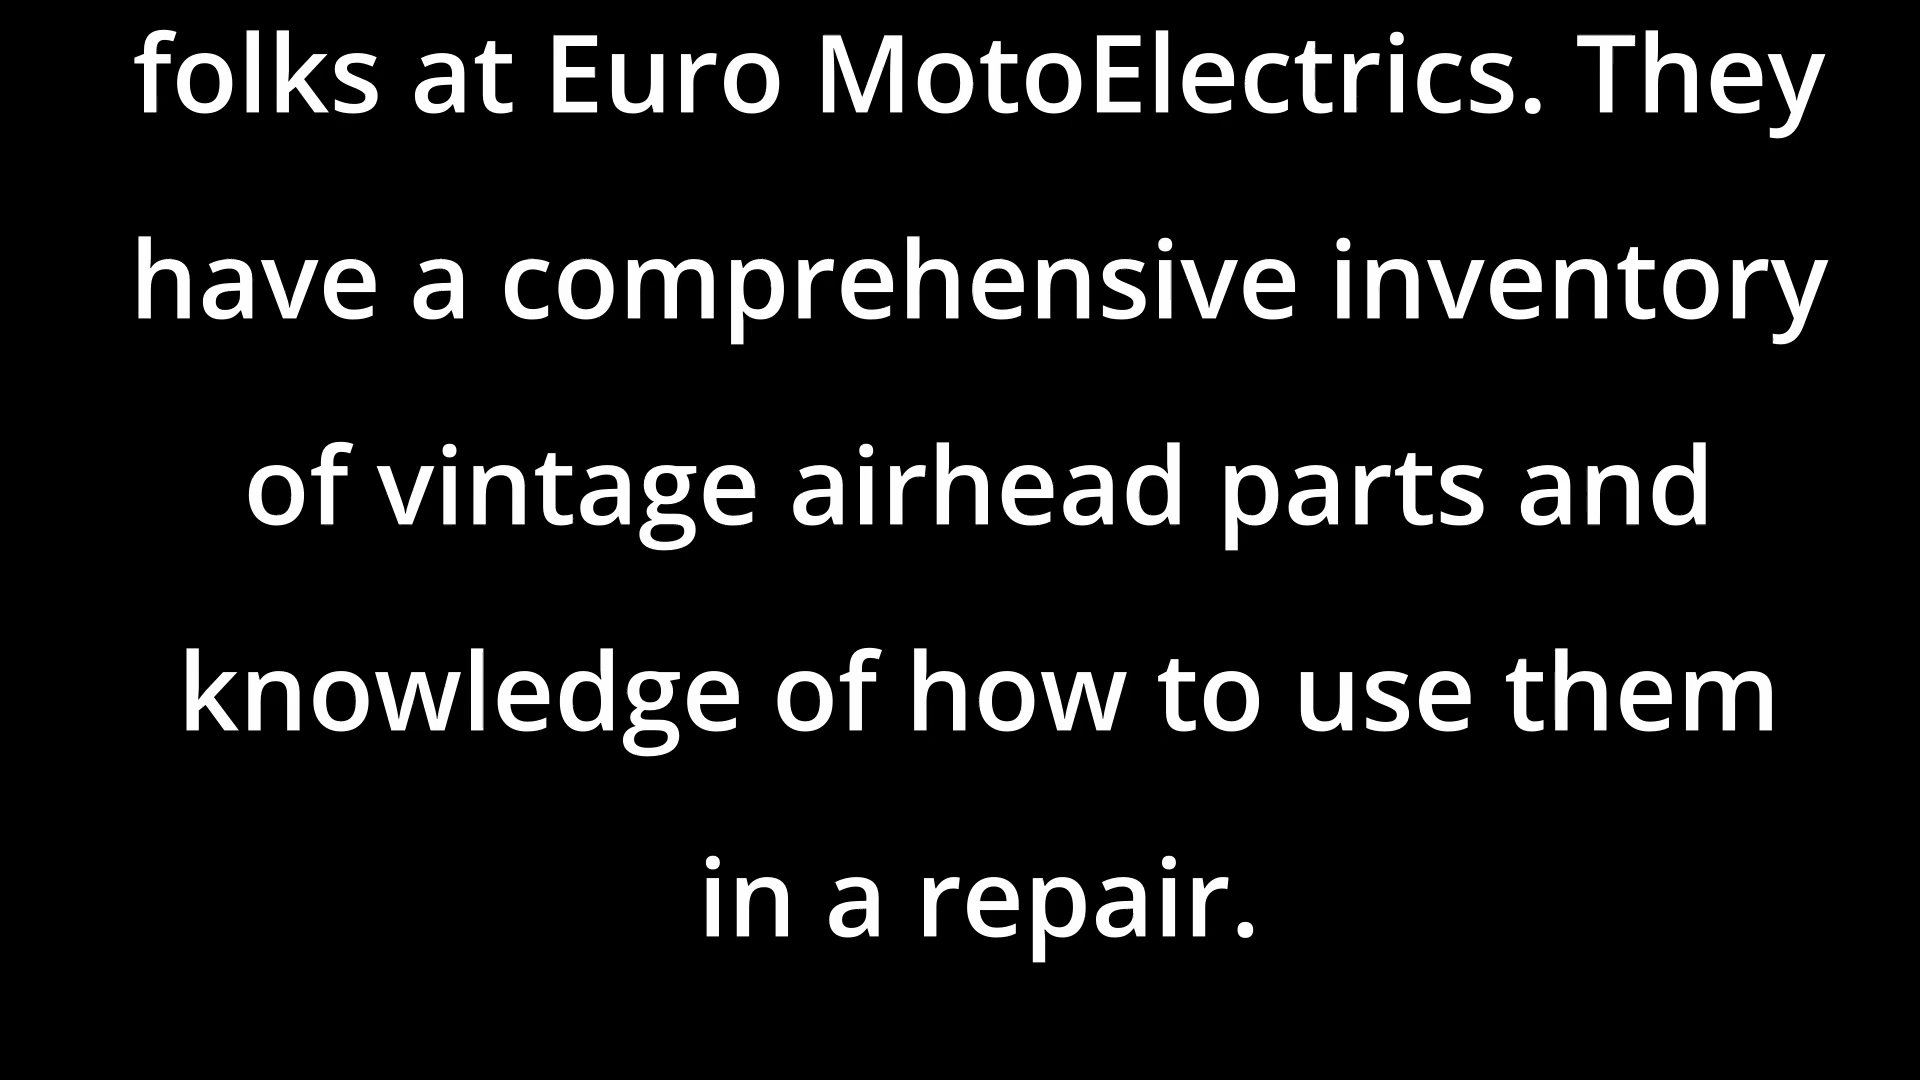 folks at Euro MotoElectrics. They
have a comprehensive inventory
of vintage airhead parts and
knowledge of how to use them
in a repair.